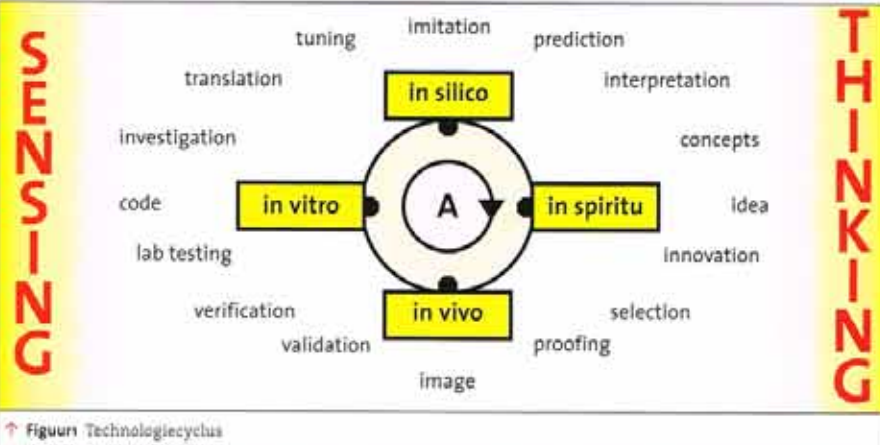 SENSING
THINKING
imitation
tuning
prediction
translation
in silico
interpretation
investigation
concepts
code
in vitro
A
in spiritu
idea
lab testing
innovation
verification
in vivo
selection
validation
proofing
image
↑ Figuur1 Technologiecyclus